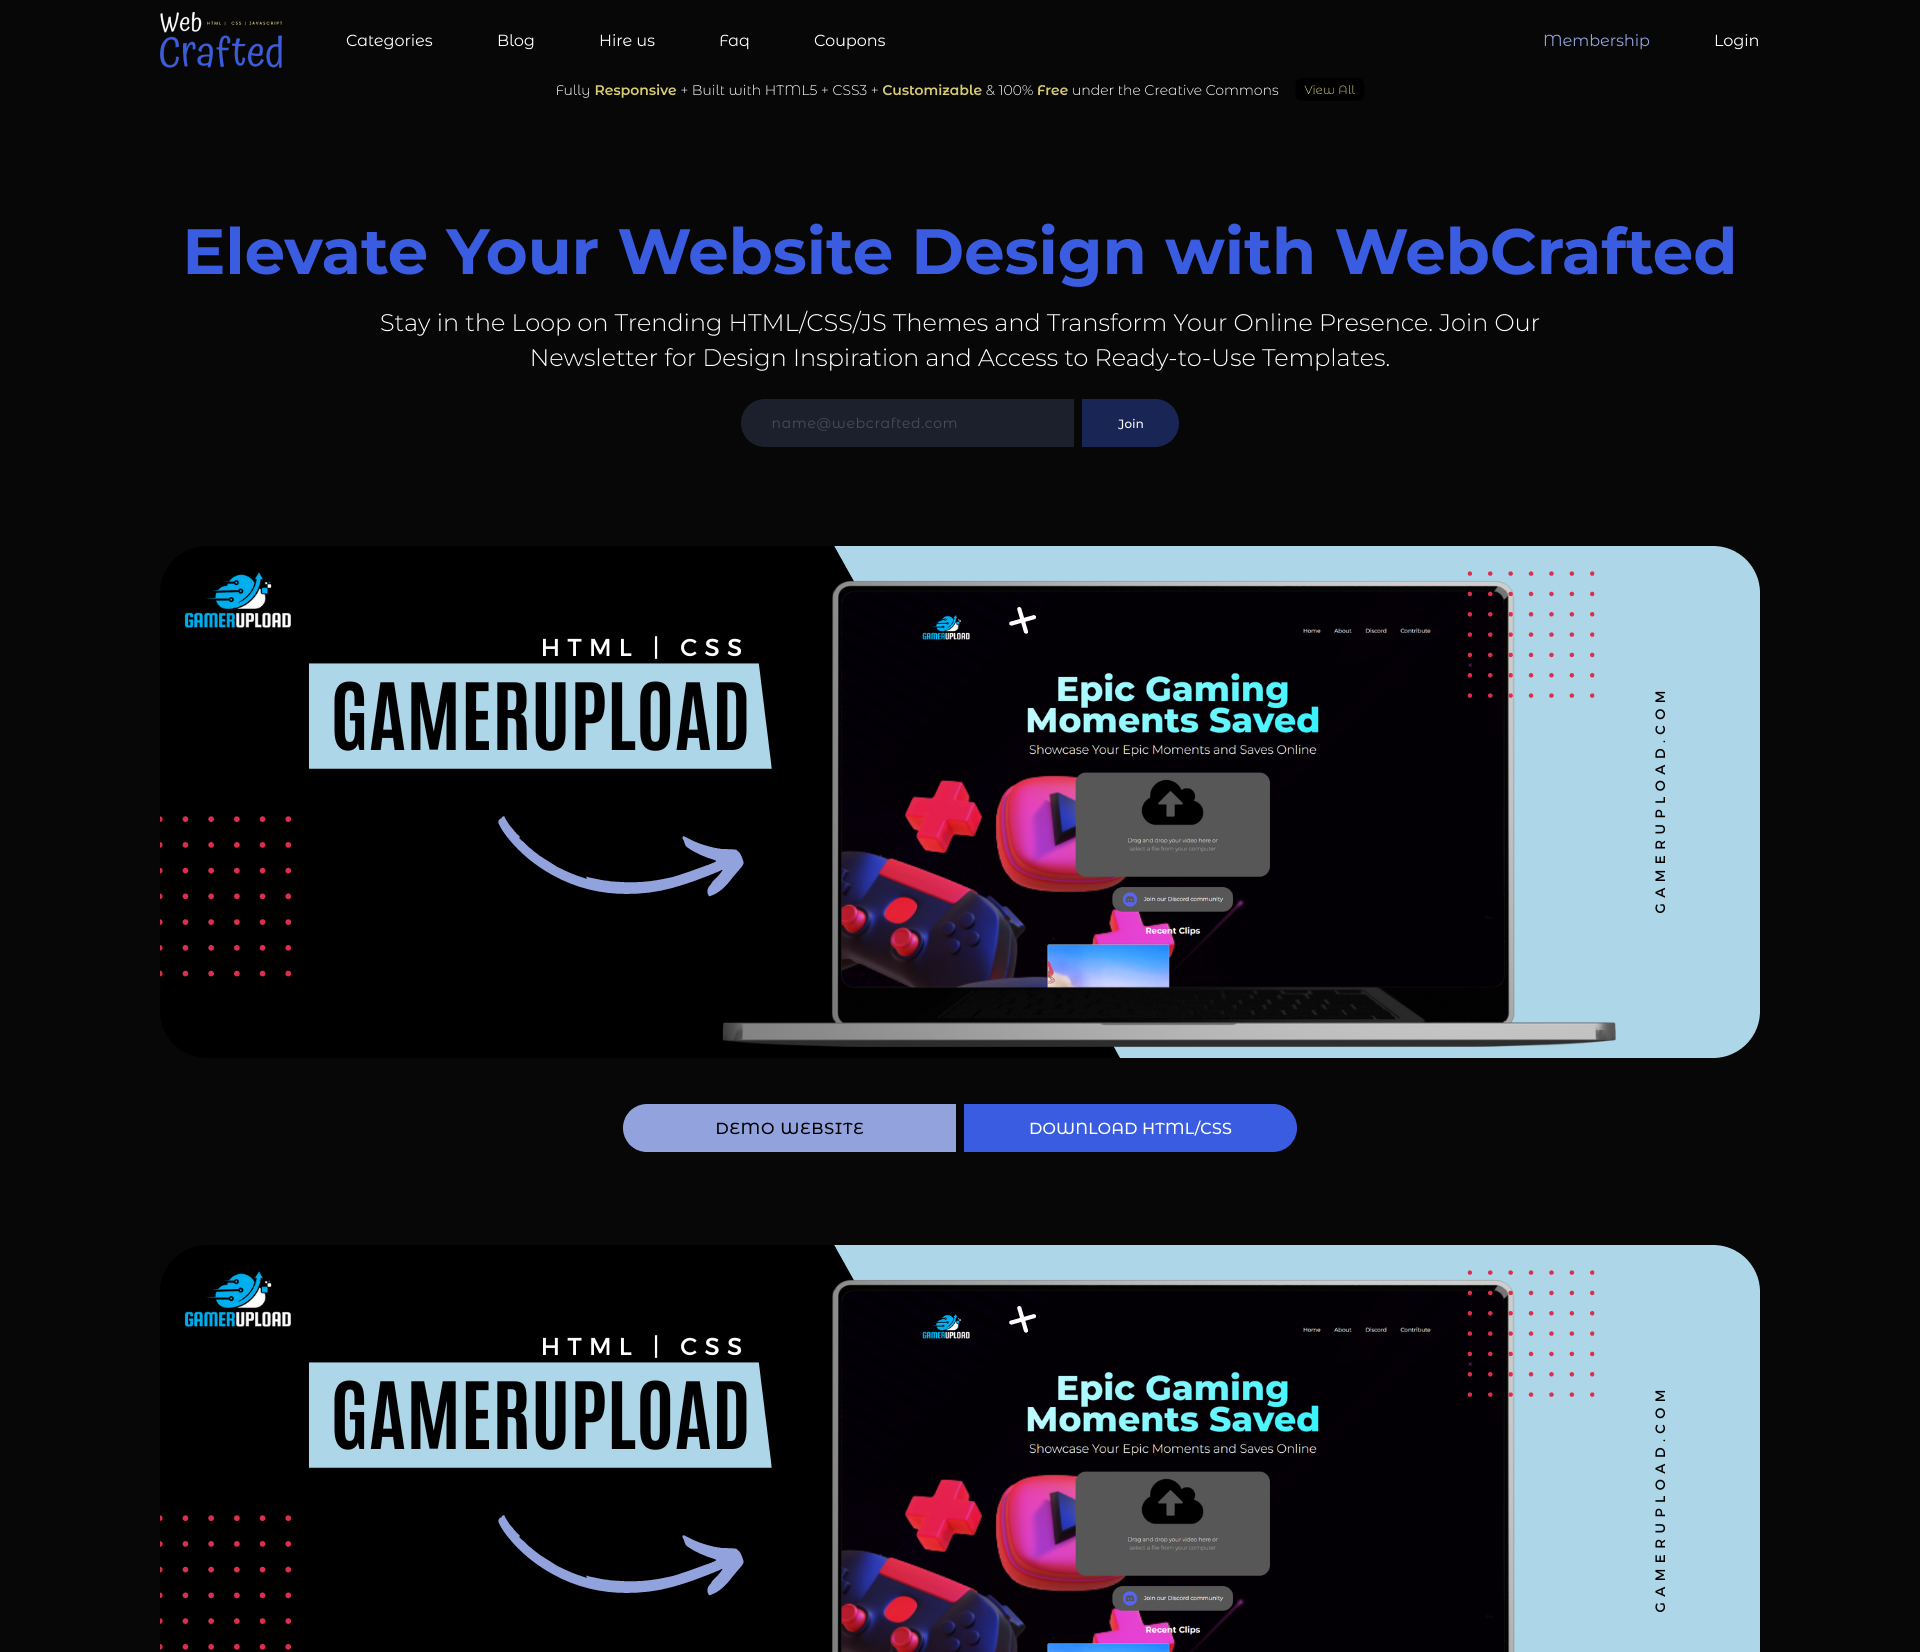 Web HTML | CSS | JAVASCRIPT
Crafted
Categories
Blog
Hire us
Faq
Coupons
Membership
Login
Fully Responsive + Built with HTML5 + CSS3 + Customizable & 100% Free under the Creative Commons
View All
Elevate Your Website Design with WebCrafted
Stay in the Loop on Trending HTML/CSS/JS Themes and Transform Your Online Presence. Join Our
Newsletter for Design Inspiration and Access to Ready-to-Use Templates.
name@webcrafted.com
Join
GAMERUPLOAD
HTML | CSS
GAMERUPLOAD
GAMERUPLOAD
Home
About
Discord
Contribute
Epic Gaming
Moments Saved
Showcase Your Epic Moments and Saves Online
Drag and drop your video here or
select a file from your computer
Join our Discord community
Recent Clips
GAMERUPLOAD.COM
DEMO WEBSITE
DOWNLOAD HTML/CSS
GAMERUPLOAD
HTML | CSS
GAMERUPLOAD
GAMERUPLOAD
Home
About
Discord
Contribute
Epic Gaming
Moments Saved
Showcase Your Epic Moments and Saves Online
Drag and drop your video here or
select a file from your computer
Join our Discord community
Recent Clips
GAMERUPLOAD.COM